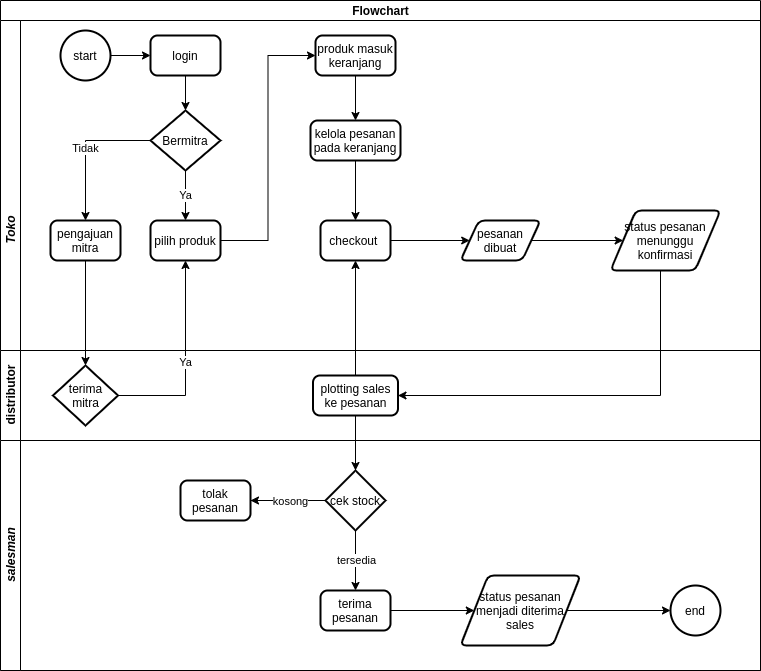 Flowchart
Toko
start
login
Bermitra
Tidak
Ya
pengajuan
mitra
pilih produk
produk masuk
keranjang
kelola pesanan
pada keranjang
checkout
pesanan
dibuat
status pesanan
menunggu
konfirmasi
distributor
terima
mitra
Ya
plotting sales
ke pesanan
salesman
cek stock
kosong
tolak
pesanan
tersedia
terima
pesanan
status pesanan
menjadi diterima
sales
end